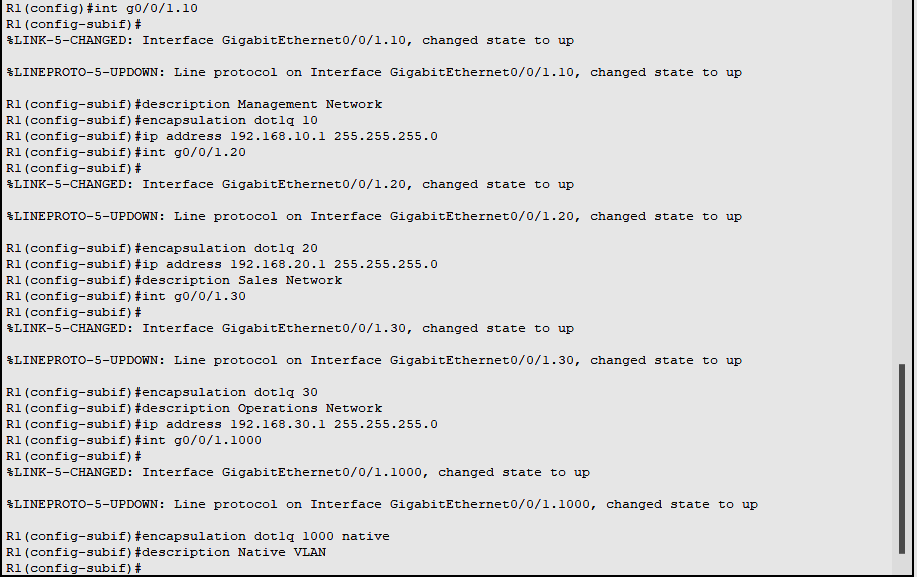 R1(config)#int g0/0/1.10
R1(config-subif)#
%LINK-5-CHANGED: Interface GigabitEthernet0/0/1.10, changed state to up
%LINEPROTO-5-UPDOWN: Line protocol on Interface GigabitEthernet0/0/1.10, changed state to up
R1(config-subif)#description Management Network
R1(config-subif)#encapsulation dot1q 10
R1(config-subif)#ip address 192.168.10.1 255.255.255.0
R1(config-subif)#int g0/0/1.20
R1(config-subif)#
%LINK-5-CHANGED: Interface GigabitEthernet0/0/1.20, changed state to up
%LINEPROTO-5-UPDOWN: Line protocol on Interface GigabitEthernet0/0/1.20, changed state to up
R1(config-subif)#encapsulation dot1q 20
R1(config-subif)#ip address 192.168.20.1 255.255.255.0
R1(config-subif)#description Sales Network
R1(config-subif)#int g0/0/1.30
R1(config-subif)#
%LINK-5-CHANGED: Interface GigabitEthernet0/0/1.30, changed state to up
%LINEPROTO-5-UPDOWN: Line protocol on Interface GigabitEthernet0/0/1.30, changed state to up
R1(config-subif)#encapsulation dot1q 30
R1(config-subif)#description Operations Network
R1(config-subif)#ip address 192.168.30.1 255.255.255.0
R1(config-subif)#int g0/0/1.1000
R1(config-subif)#
%LINK-5-CHANGED: Interface GigabitEthernet0/0/1.1000, changed state to up
%LINEPROTO-5-UPDOWN: Line protocol on Interface GigabitEthernet0/0/1.1000, changed state to up
R1(config-subif)#encapsulation dot1q 1000 native
R1(config-subif)#description Native VLAN
R1(config-subif)#